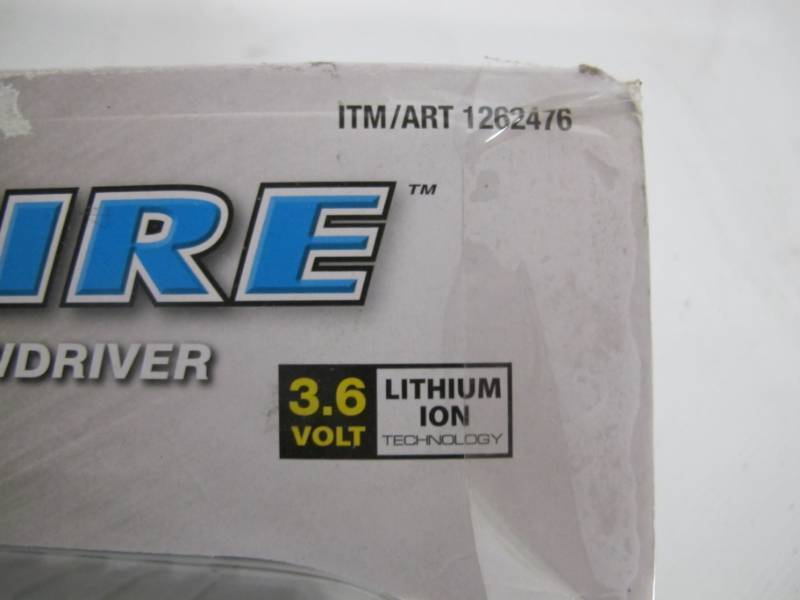 ITM/ART 1262476
IRE™
DRIVER
3.6
VOLT
LITHIUM
ION
TECHNOLOGY